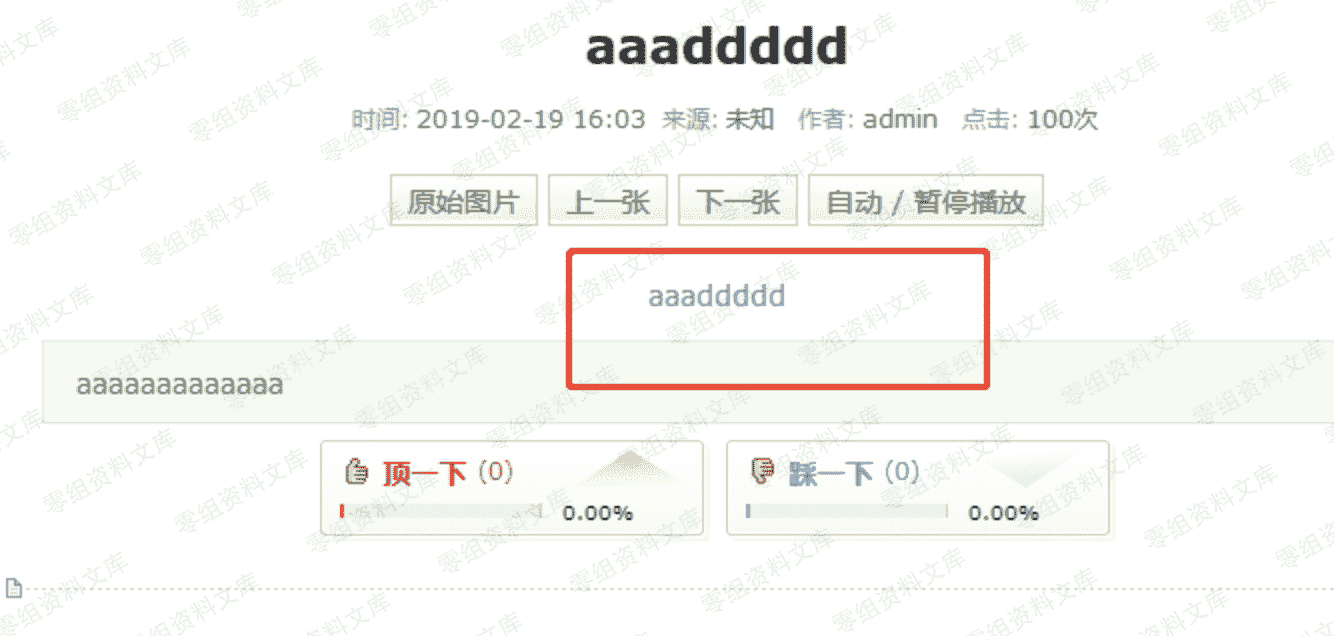 aaaddddd
时间: 2019-02-19 16:03 来源: 未知 作者: admin 点击: 100次
原始图片 上一张 下一张 自动 / 暂停播放
aaaddddd
aaaaaaaaaaaaa
顶一下 (0) 踩一下 (0)
0.00% 0.00%
零组资料文库